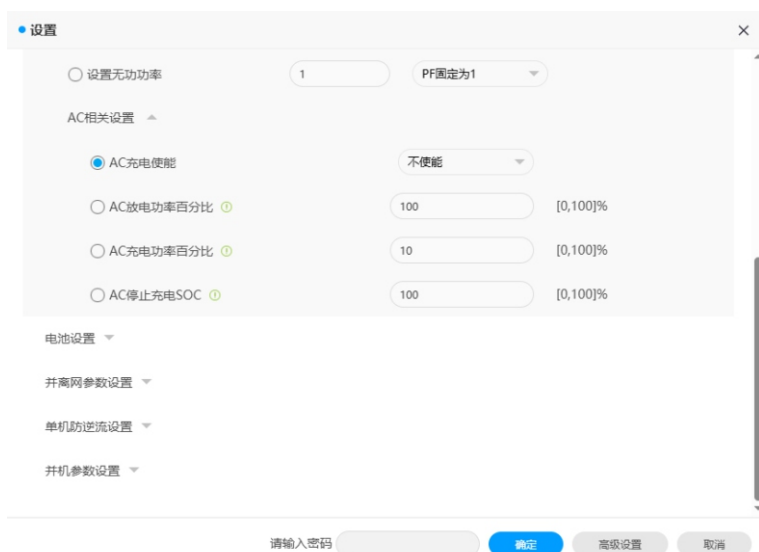 设置
设置无功功率 1 PF固定为1
AC相关设置
AC充电使能 不使能
AC放电功率百分比 100 [0,100]%
AC充电功率百分比 10 [0,100]%
AC停止充电SOC 100 [0,100]%
电池设置
并离网参数设置
单机防逆流设置
并机参数设置
请输入密码 确定 高级设置 取消